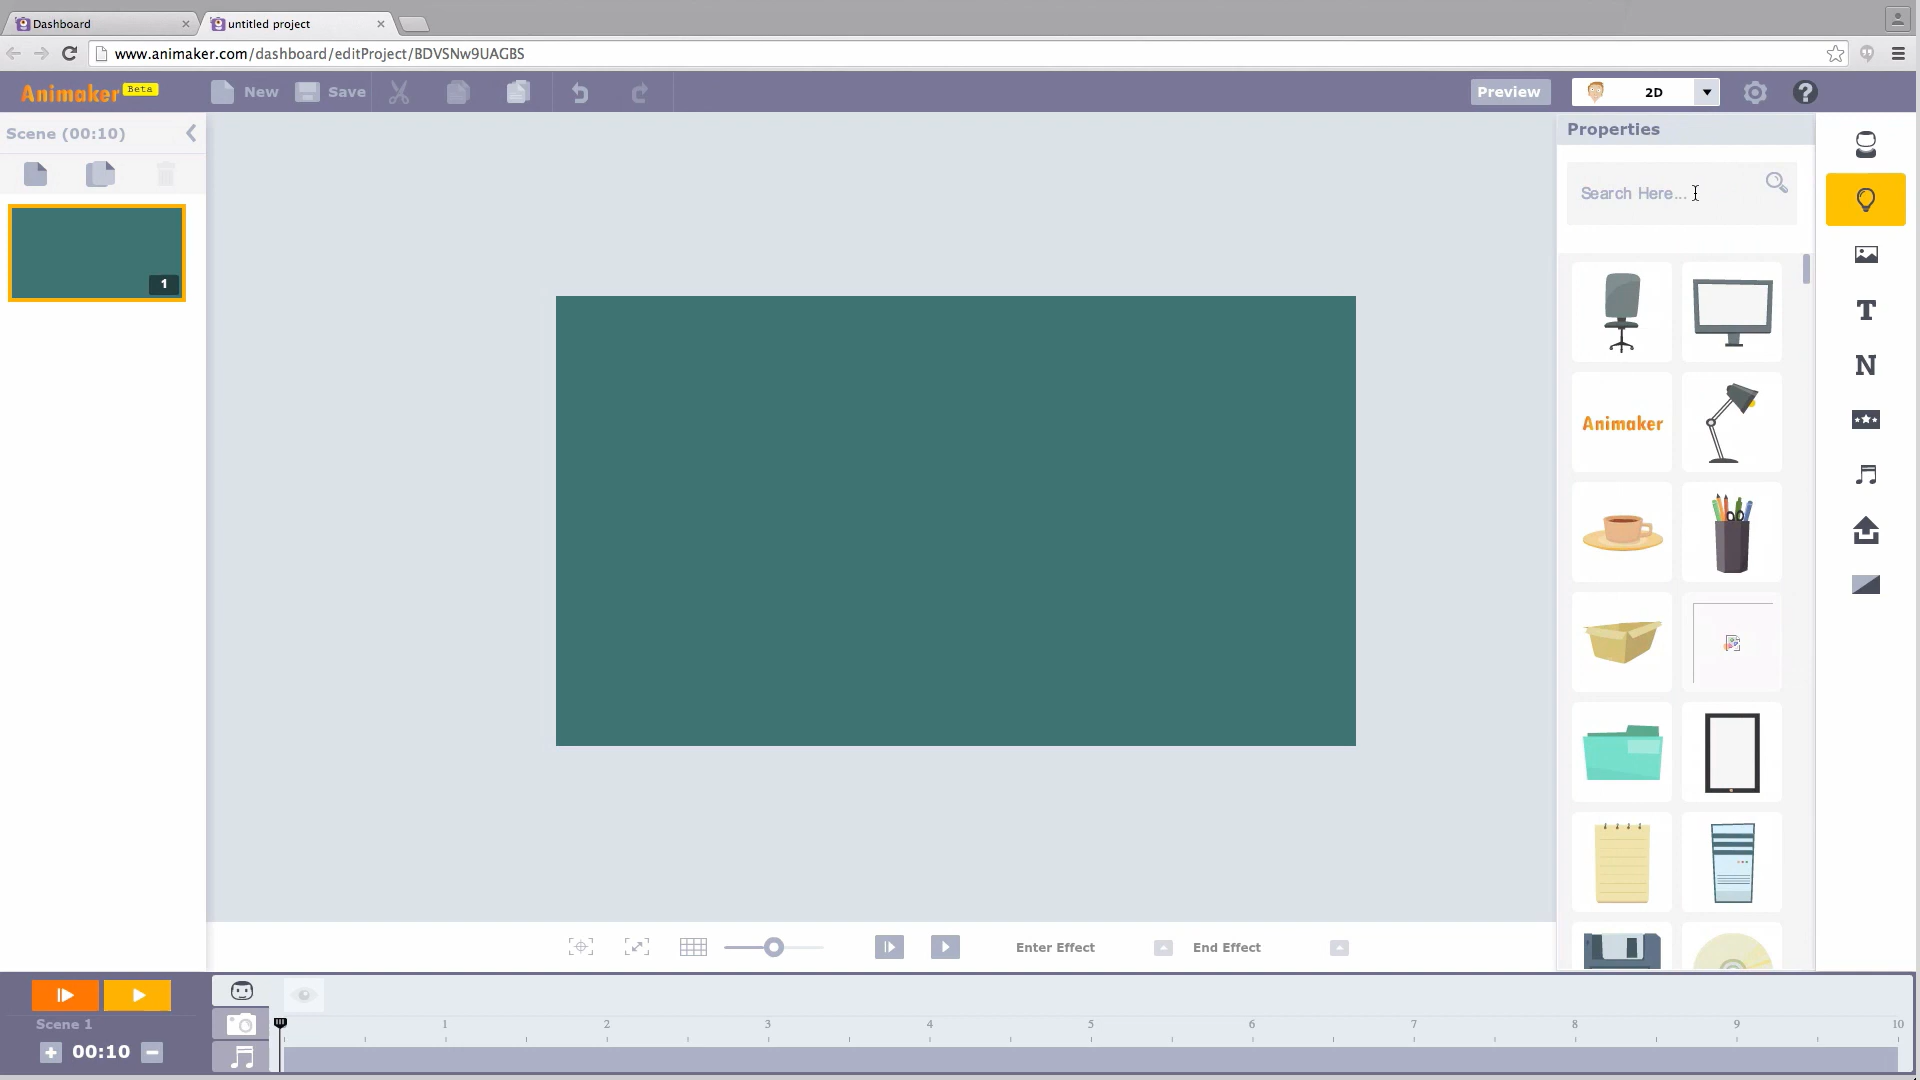 Dashboard
untitled project
www.animaker.com/dashboard/editProject/BDVSNw9UAGBS
Animaker Beta
New
Save
Preview
2D
?
Scene (00:10)
Properties
Search Here...
1
T
N
Animaker
Enter Effect
End Effect
Scene 1
00:10
1 2 3 4 5 6 7 8 9 10